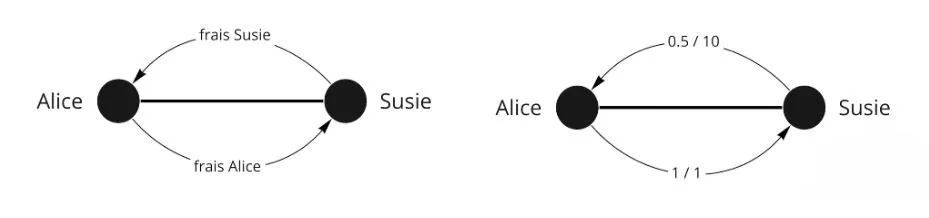 frais Susie
Alice
Susie
frais Alice
0.5 / 10
Alice
Susie
1 / 1